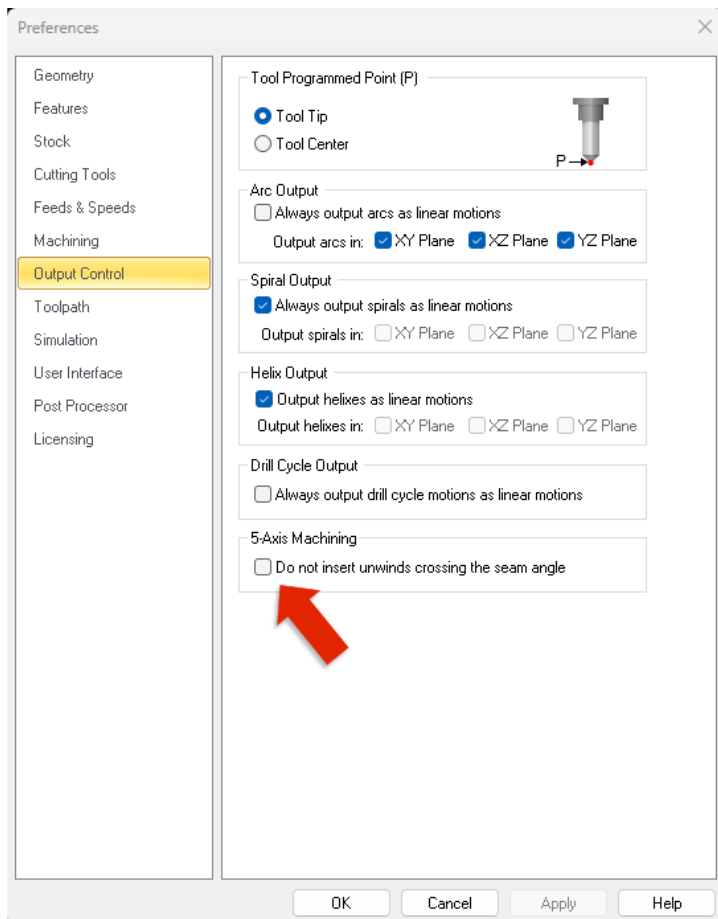 Preferences
Geometry
Features
Stock
Cutting Tools
Feeds & Speeds
Machining
Output Control
Toolpath
Simulation
User Interface
Post Processor
Licensing
Tool Programmed Point (P)
Tool Tip
Tool Center
P
Arc Output
Always output arcs as linear motions
Output arcs in: XY Plane XZ Plane YZ Plane
Spiral Output
Always output spirals as linear motions
Output spirals in: XY Plane XZ Plane YZ Plane
Helix Output
Output helixes as linear motions
Output helixes in: XY Plane XZ Plane YZ Plane
Drill Cycle Output
Always output drill cycle motions as linear motions
5-Axis Machining
Do not insert unwinds crossing the seam angle
OK Cancel Apply Help